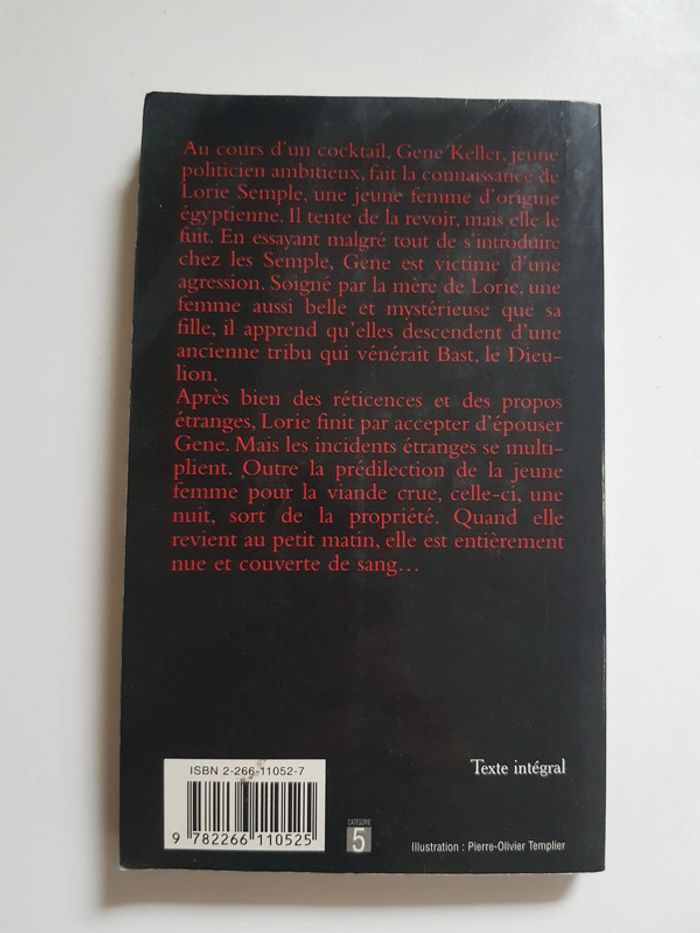 Au cours d'un cocktail, Gene Keller, jeune
politicien ambitieux, fait la connaissance de
Lorie Semple, une jeune femme d'origine
égyptienne. Il tente de la revoir, mais elle le
fuit. En essayant malgré tout de s'introduire
chez les Semple, Gene est victime d'une
agression. Soigné par la mère de Lorie, une
femme aussi belle et mystérieuse que sa
fille, il apprend qu'elles descendent d'une
ancienne tribu qui vénérait Bast, le Dieu-
lion.
Après bien des réticences et des propos
étranges, Lorie finit par accepter d'épouser
Gene. Mais les incidents étranges se multi-
plient. Outre la prédilection de la jeune
femme pour la viande crue, celle-ci, une
nuit, sort de la propriété. Quand elle
revient au petit matin, elle est entièrement
nue et couverte de sang...
ISBN 2-266-11052-7
9 782266 110525
CATÉGORIE
5
Texte intégral
Illustration : Pierre-Olivier Templier